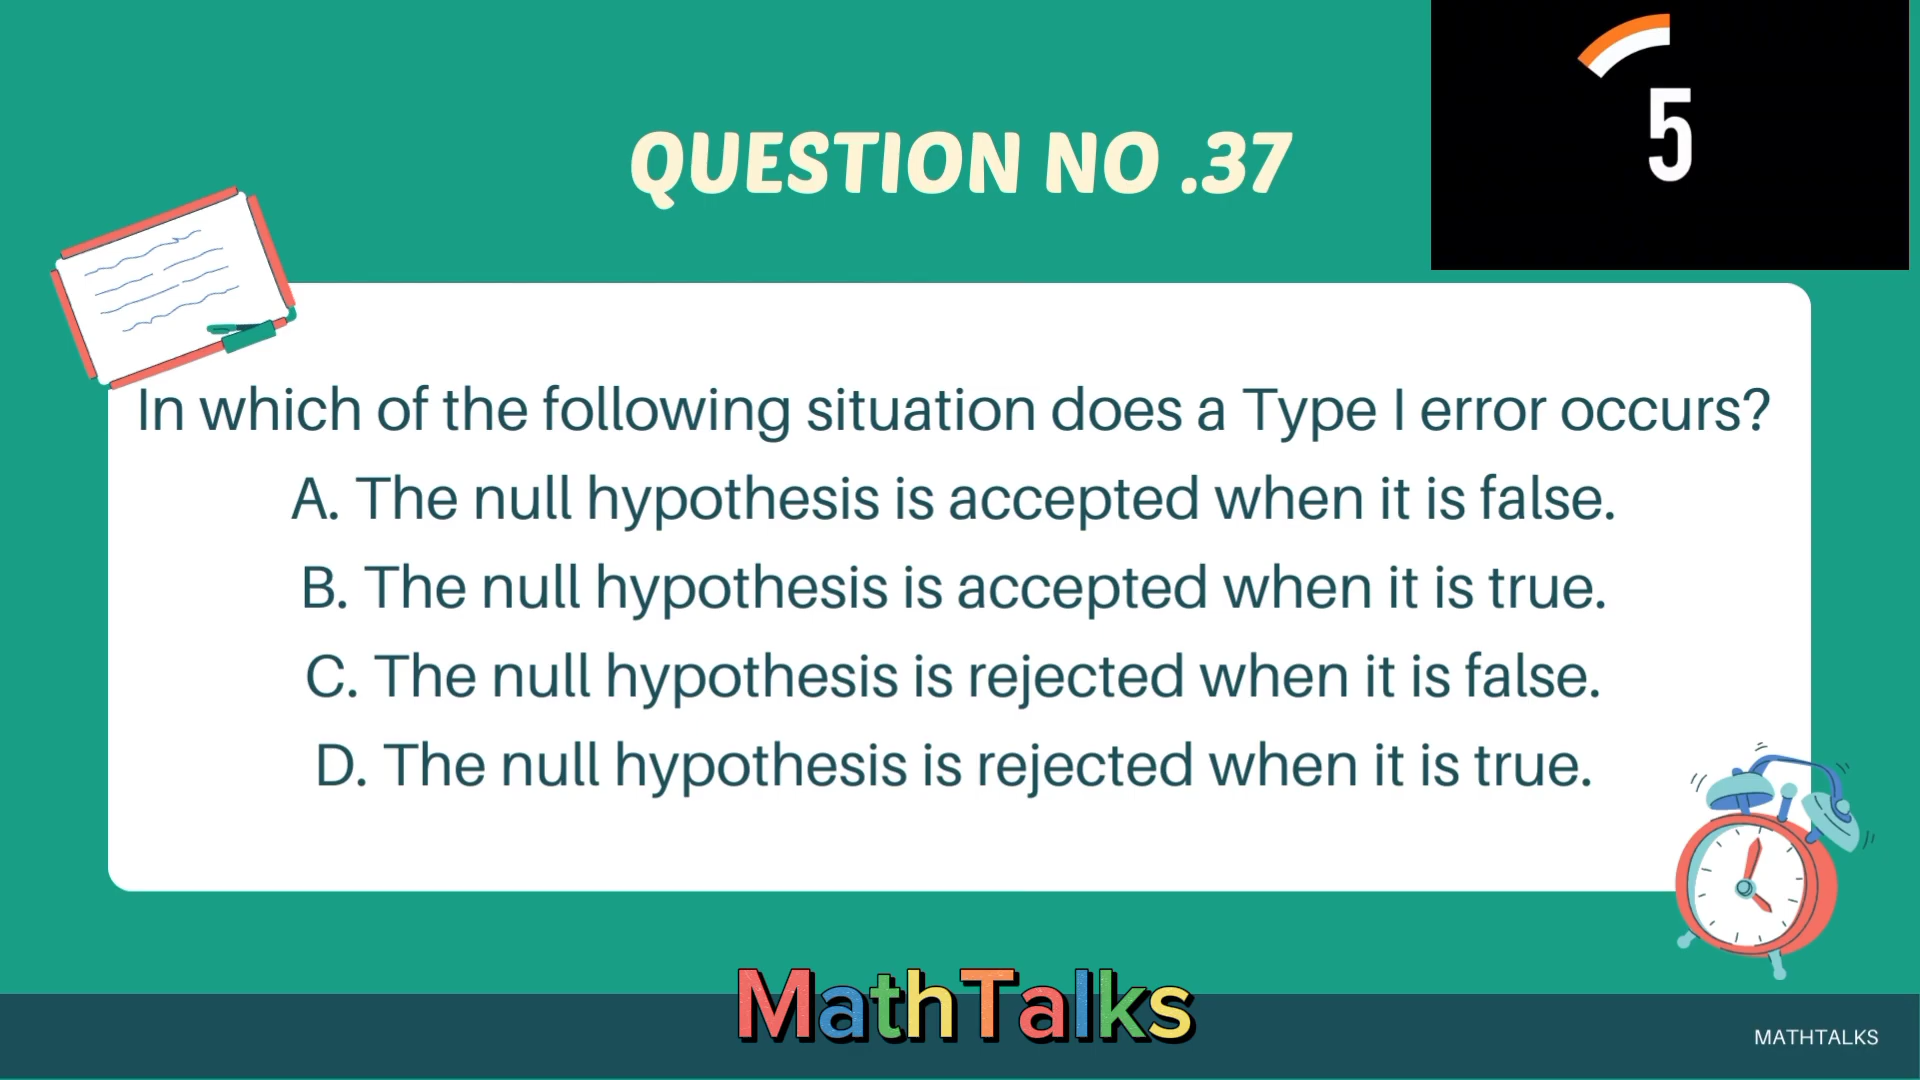 QUESTION NO .37
5
In which of the following situation does a Type I error occurs?
A. The null hypothesis is accepted when it is false.
B. The null hypothesis is accepted when it is true.
C. The null hypothesis is rejected when it is false.
D. The null hypothesis is rejected when it is true.
MathTalks
MATHTALKS